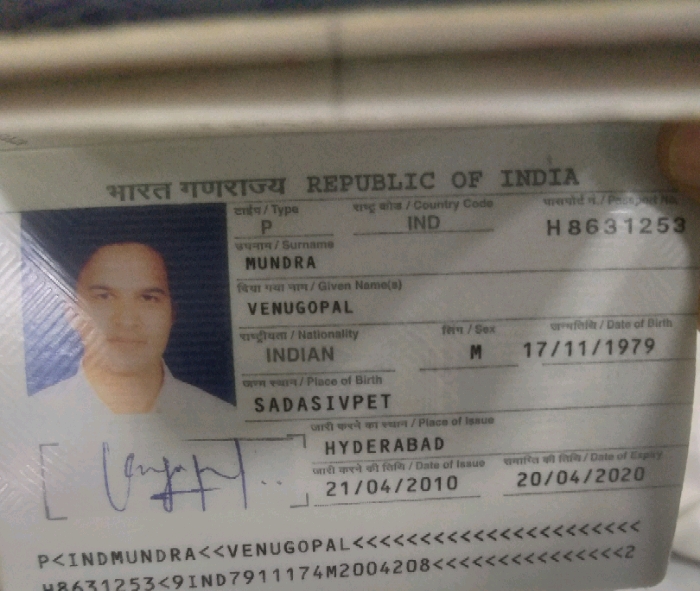 भारत गणराज्य REPUBLIC OF INDIA
टाईप / Type राष्ट्र कोड / Country Code पासपोर्ट नं. / Passport No.
P IND H8631253
उपनाम / Surname
MUNDRA
दिया गया नाम / Given Name(s)
VENUGOPAL
राष्ट्रीयता / Nationality लिंग / Sex जन्मतिथि / Date of Birth
INDIAN M 17/11/1979
जन्म स्थान / Place of Birth
SADASIVPET
जारी करने का स्थान / Place of Issue
HYDERABAD
जारी करने की तिथि / Date of Issue समाप्ति की तिथि / Date of Expiry
21/04/2010 20/04/2020
P<INDMUNDRA<<VENUGOPAL<<<<<<<<<<<<<<<<<<<<<<
H8631253<9IND7911174M2004208<<<<<<<<<<<<<<<2